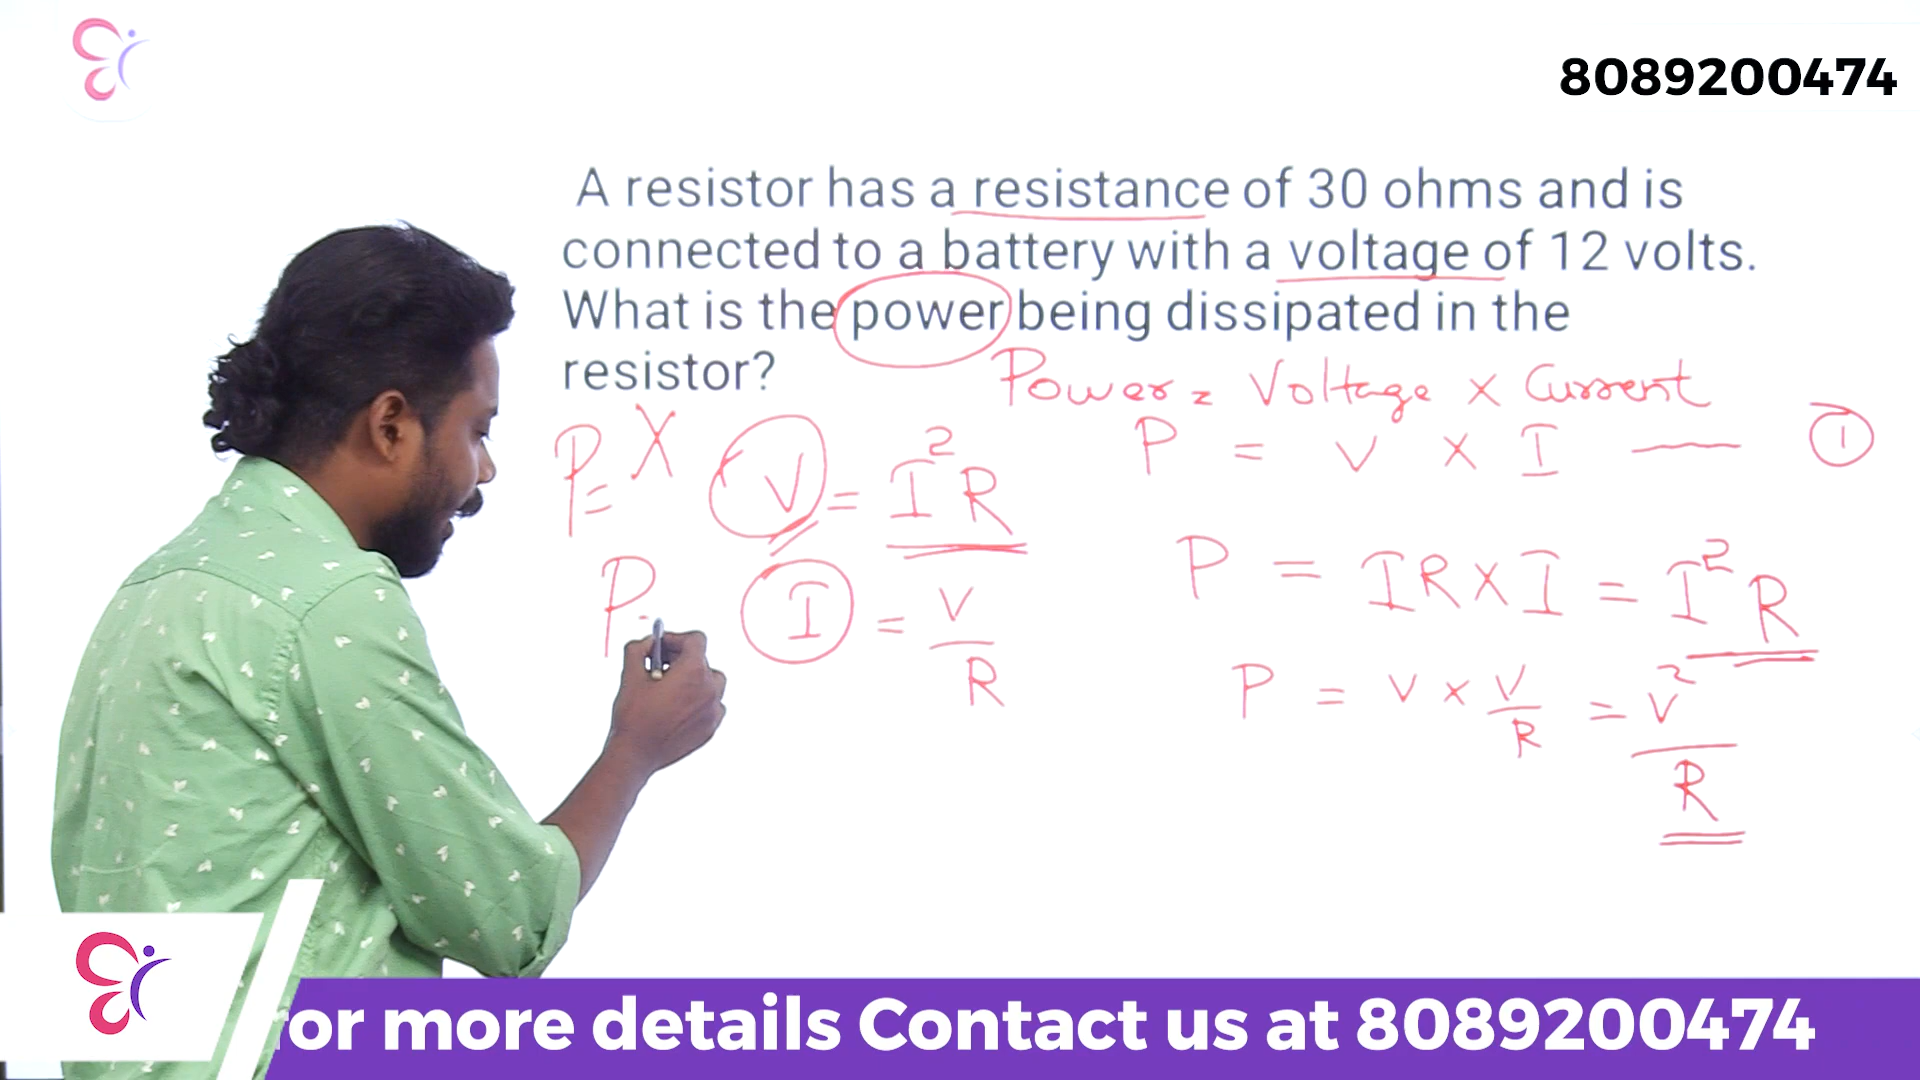 8089200474
A resistor has a resistance of 30 ohms and is
connected to a battery with a voltage of 12 volts.
What is the power being dissipated in the
resistor?
Power = Voltage × Current
P = V × I — ①
P = X V = I²R
P = IR × I = I²R
P I = V/R
P = V × V/R = V²/R
or more details Contact us at 8089200474